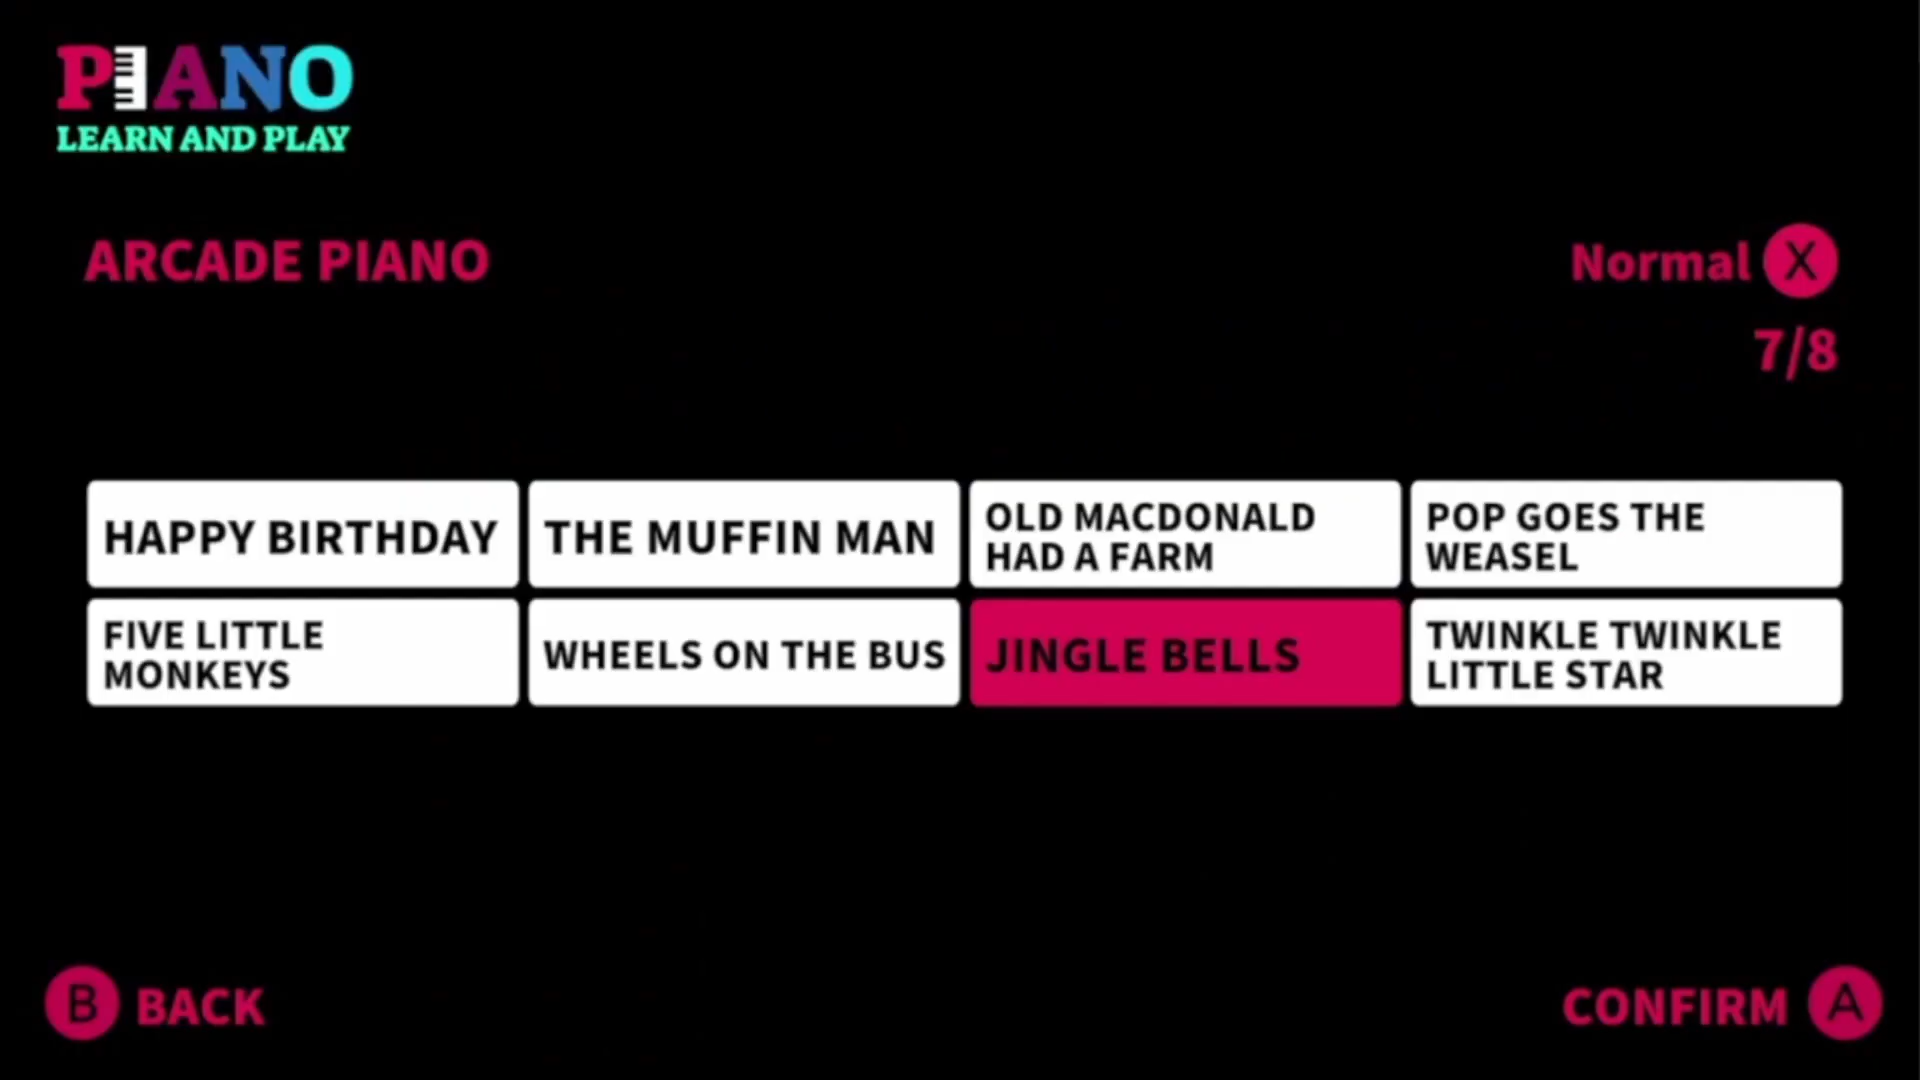 PIANO
LEARN AND PLAY
ARCADE PIANO
Normal X
7/8
HAPPY BIRTHDAY
THE MUFFIN MAN
OLD MACDONALD
HAD A FARM
POP GOES THE
WEASEL
FIVE LITTLE
MONKEYS
WHEELS ON THE BUS
JINGLE BELLS
TWINKLE TWINKLE
LITTLE STAR
B BACK
CONFIRM A